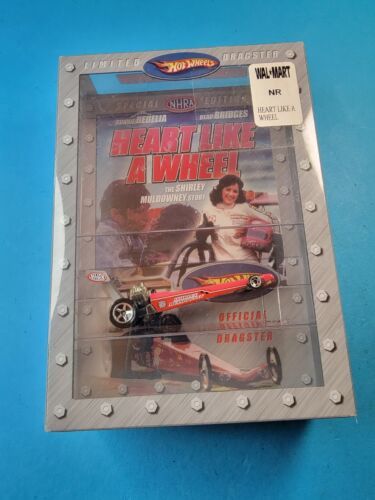 LIMITED
Hot Wheels
DRAGSTER
WAL★MART
NR
HEART LIKE A
WHEEL
SPECIAL NHRA EDITION
BONNIE BEDELIA
BEAU BRIDGES
HEART LIKE
A WHEEL
THE SHIRLEY
MULDOWNEY STORY
NHRA
OFFICIAL
DRAGSTER